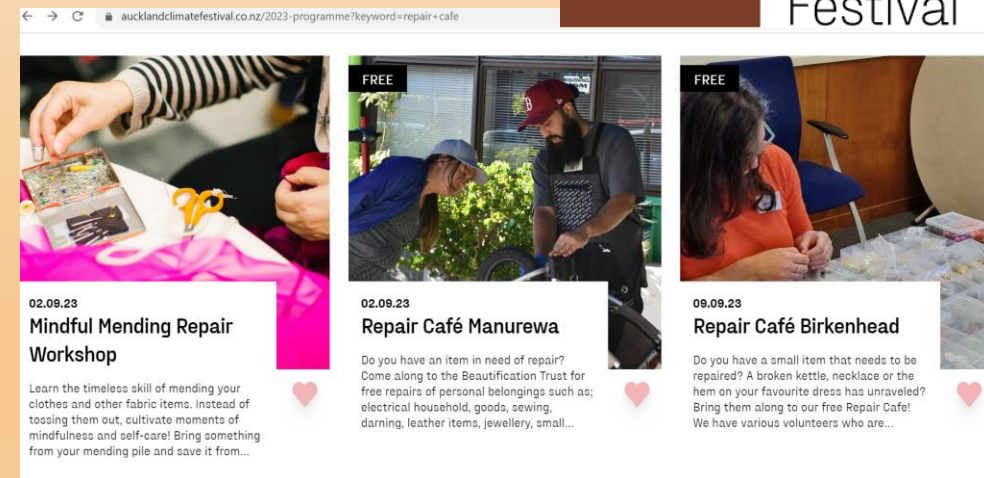 Festival
aucklandclimatefestival.co.nz/2023-programme?keyword=repair+cafe
02.09.23
Mindful Mending Repair
Workshop
Learn the timeless skill of mending your
clothes and other fabric items. Instead of
tossing them out, cultivate moments of
mindfulness and self-care! Bring something
from your mending pile and save it from...
FREE
02.09.23
Repair Café Manurewa
Do you have an item in need of repair?
Come along to the Beautification Trust for
free repairs of personal belongings such as;
electrical household, goods, sewing,
darning, leather items, jewellery, small...
FREE
09.09.23
Repair Café Birkenhead
Do you have a small item that needs to be
repaired? A broken kettle, necklace or the
hem on your favourite dress has unraveled?
Bring them along to our free Repair Cafe!
We have various volunteers who are...